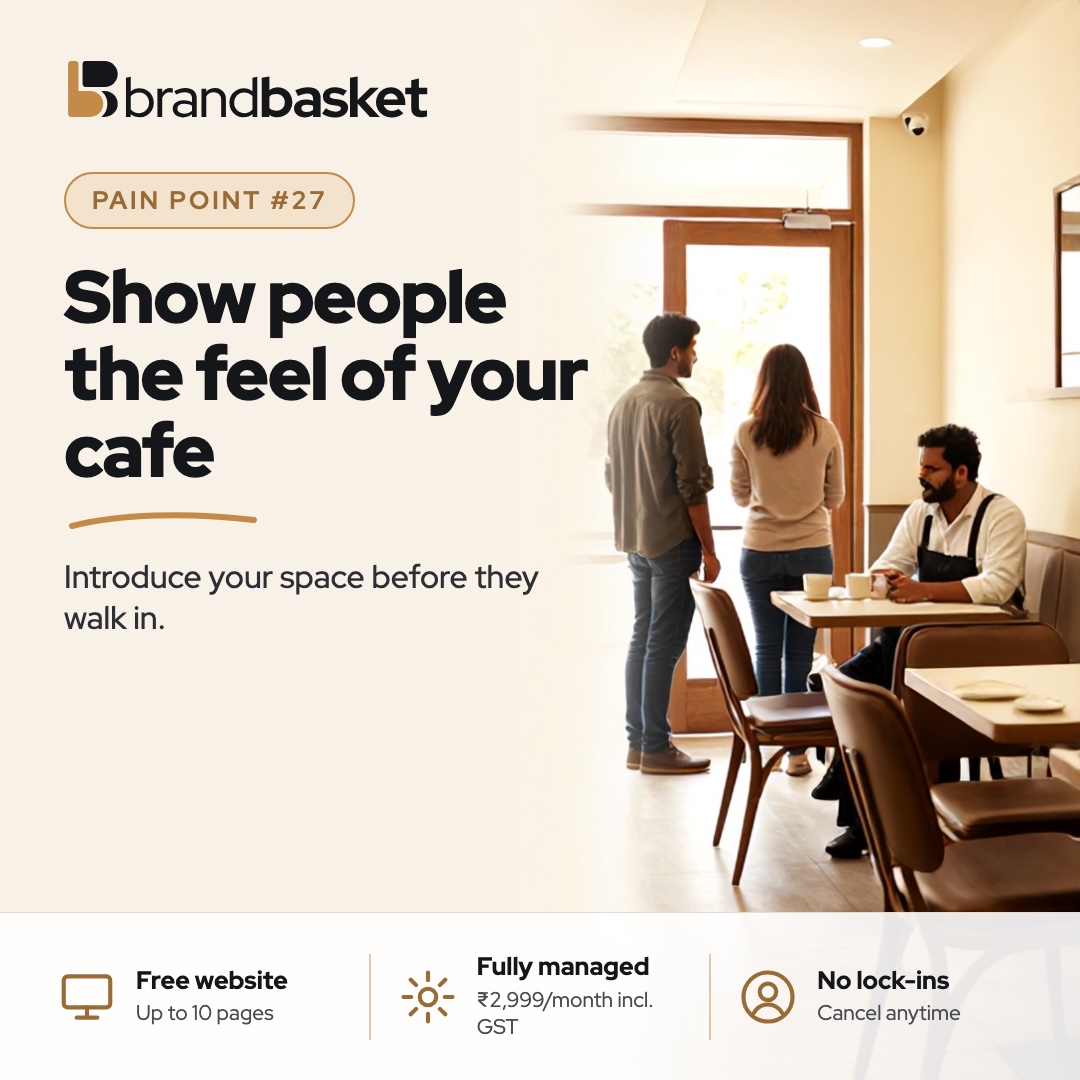 brandbasket
PAIN POINT #27
Show people
the feel of your
cafe
Introduce your space before they
walk in.
Free website
Up to 10 pages
Fully managed
₹2,999/month incl.
GST
No lock-ins
Cancel anytime